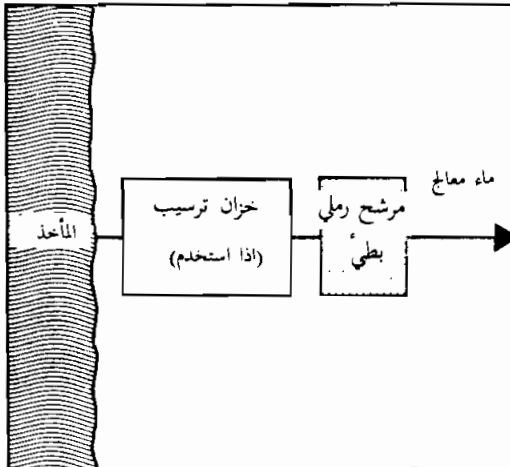 ماء معالج
مرشح رملي
بطيء
خزان ترسيب
(اذا استخدم)
المأخذ